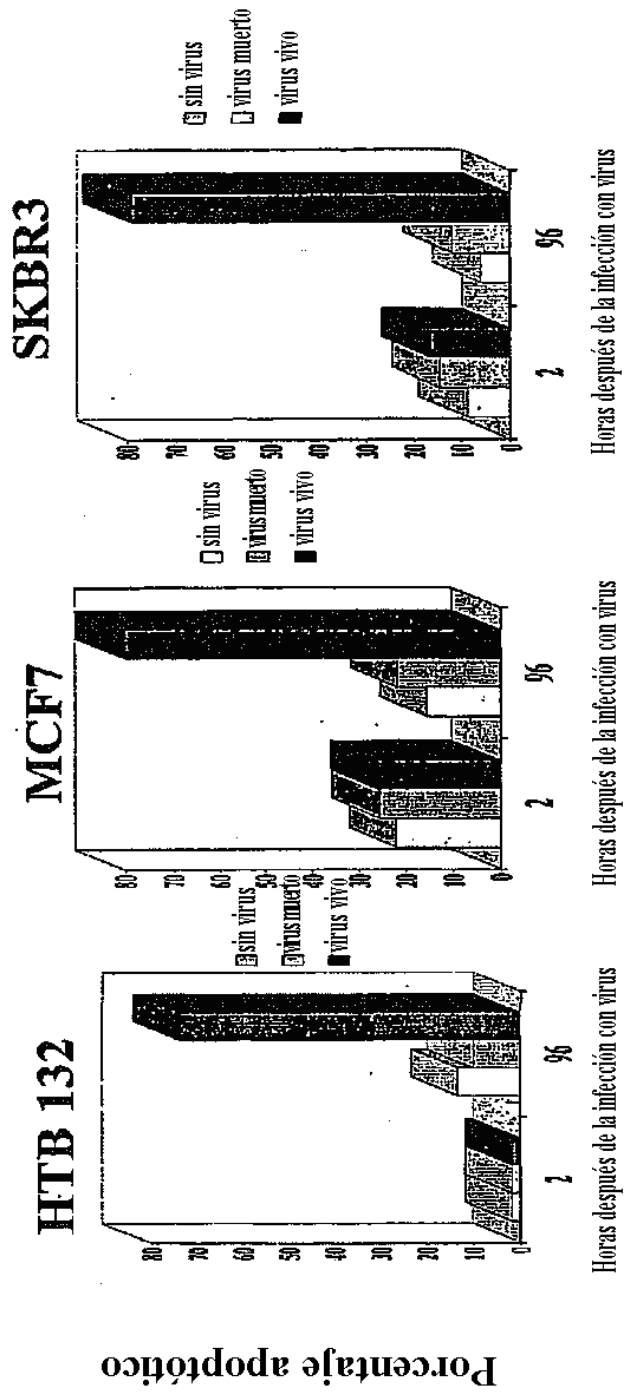 Porcentaje apoptótico
HTB 132
80
70
60
50
40
30
20
10
0
2
96
Horas después de la infección con virus
sin virus
virus muerto
virus vivo
MCF7
80
70
60
50
40
30
20
10
0
2
96
Horas después de la infección con virus
sin virus
virus muerto
virus vivo
SKBR3
80
70
60
50
40
30
20
10
0
2
96
Horas después de la infección con virus
sin virus
virus muerto
virus vivo